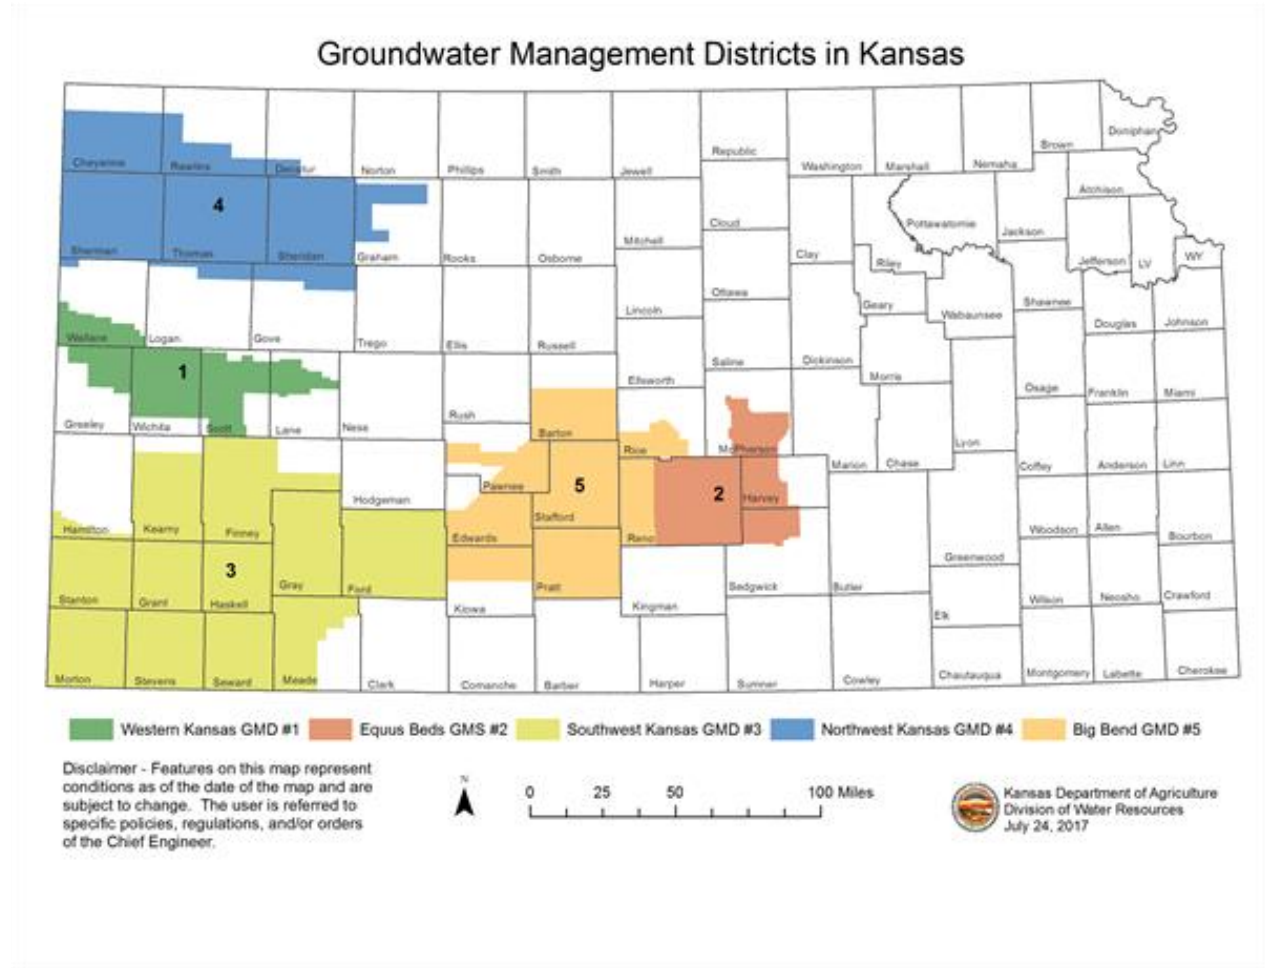 Groundwater Management Districts in Kansas
Cheyenne
Rawlins
Decatur
Norton
Phillips
Smith
Jewell
Republic
Washington
Marshall
Nemaha
Brown
Doniphan
Atchison
Sherman
Thomas
4
Sheridan
Graham
Rooks
Osborne
Mitchell
Cloud
Clay
Riley
Pottawatomie
Jackson
Jefferson
LV
WY
Wallace
Logan
Gove
Trego
Ellis
Russell
Lincoln
Ottawa
Saline
Dickinson
Geary
Wabaunsee
Shawnee
Douglas
Johnson
Greeley
Wichita
1
Scott
Lane
Ness
Rush
Barton
Ellsworth
Rice
McPherson
Marion
Morris
Chase
Lyon
Osage
Franklin
Miami
Coffey
Anderson
Linn
Hamilton
Kearny
Finney
Hodgeman
Pawnee
Edwards
5
Stafford
Reno
2
Harvey
Woodson
Allen
Bourbon
Greenwood
Stanton
Grant
3
Haskell
Gray
Ford
Kiowa
Pratt
Kingman
Sedgwick
Butler
Elk
Wilson
Neosho
Crawford
Morton
Stevens
Seward
Meade
Clark
Comanche
Barber
Harper
Sumner
Cowley
Chautauqua
Montgomery
Labette
Cherokee
Western Kansas GMD #1 Equus Beds GMS #2 Southwest Kansas GMD #3 Northwest Kansas GMD #4 Big Bend GMD #5
Disclaimer - Features on this map represent
conditions as of the date of the map and are
subject to change. The user is referred to
specific policies, regulations, and/or orders
of the Chief Engineer.
N
0 25 50 100 Miles
Kansas Department of Agriculture
Division of Water Resources
July 24, 2017